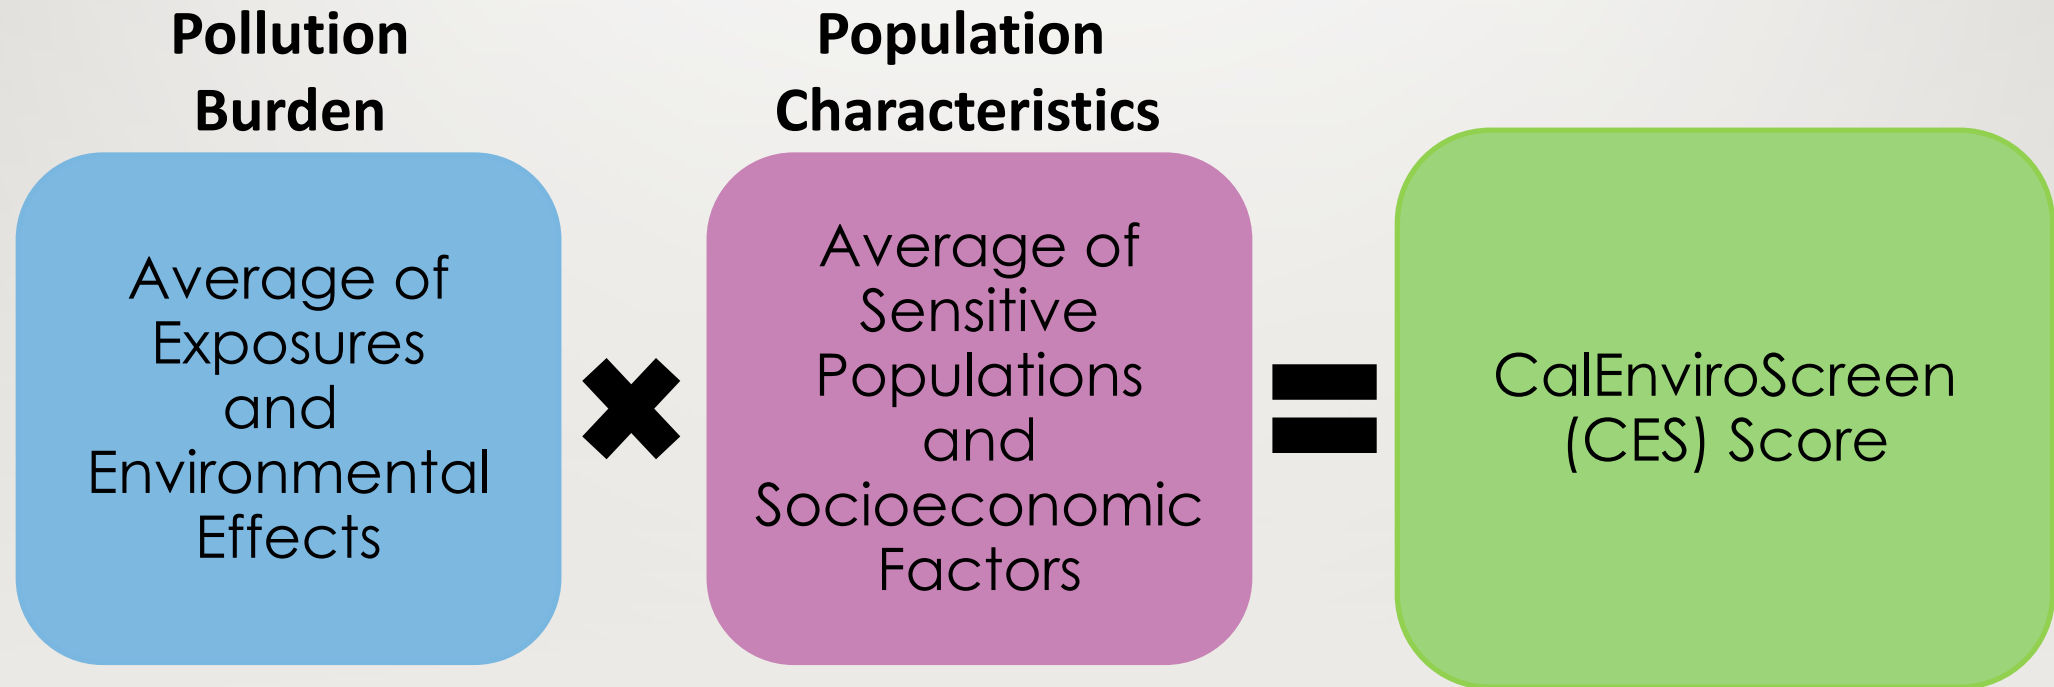 Pollution
Burden
Average of
Exposures
and
Environmental
Effects
Population
Characteristics
Average of
Sensitive
Populations
and
Socioeconomic
Factors
CalEnviroScreen
(CES) Score